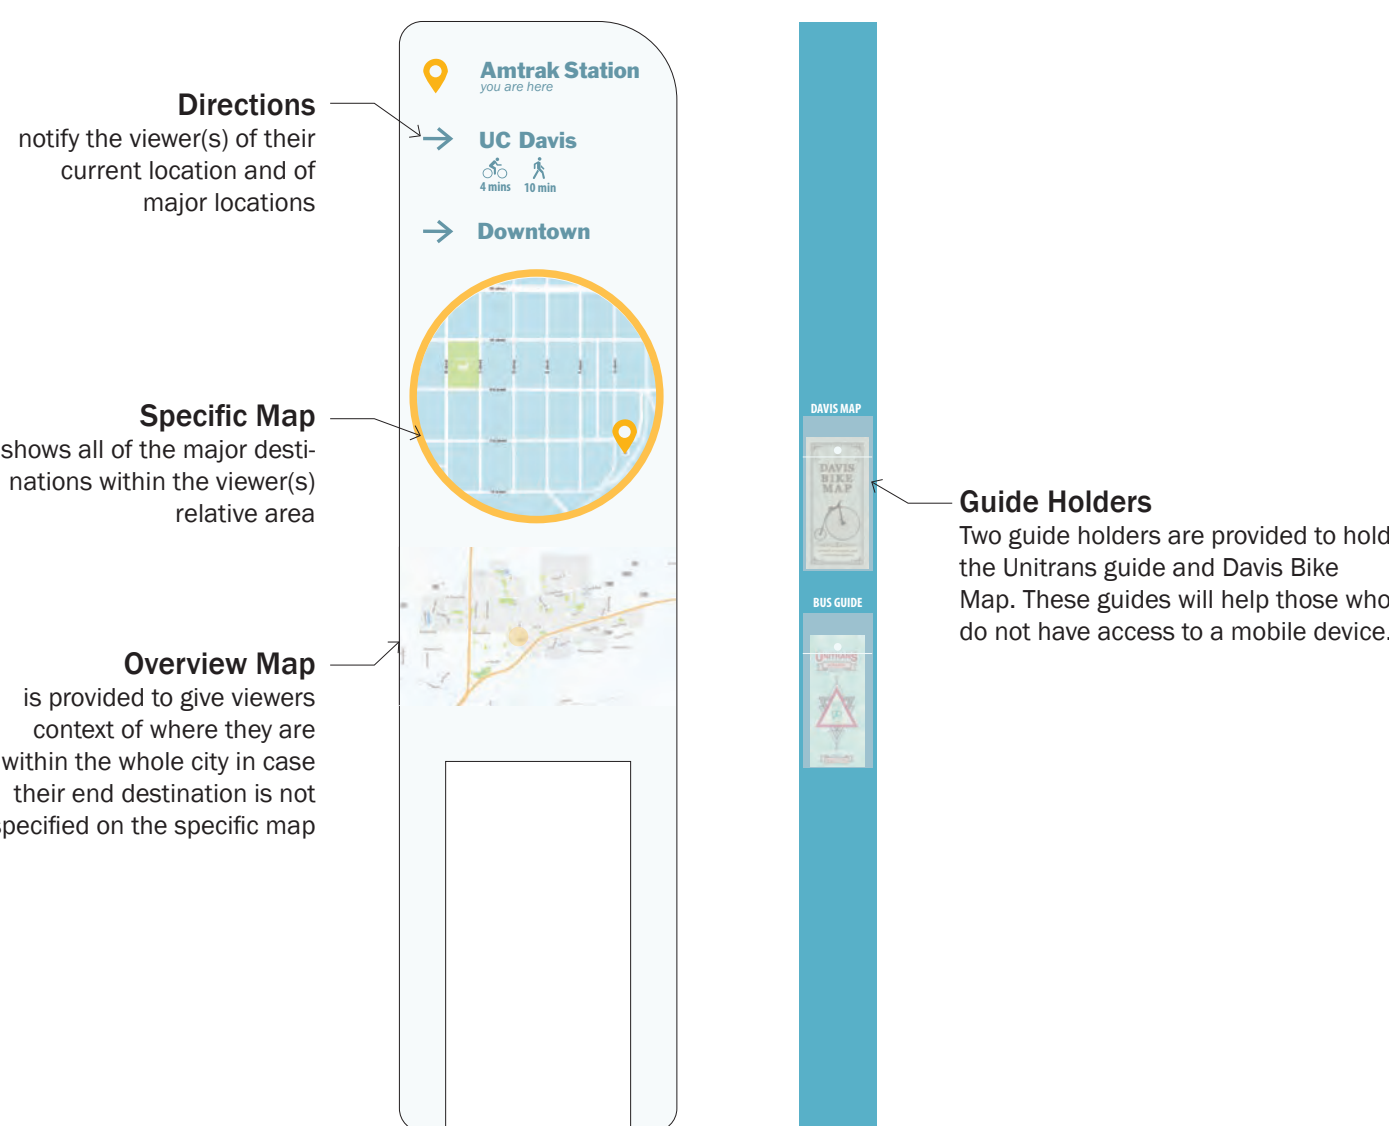 Directions
notify the viewer(s) of their
current location and of
major locations
Specific Map
shows all of the major desti-
nations within the viewer(s)
relative area
Overview Map
is provided to give viewers
context of where they are
within the whole city in case
their end destination is not
specified on the specific map
Amtrak Station
you are here
UC Davis
4 mins 10 min
Downtown
DAVIS MAP
DAVIS
BIKE
MAP
BUS GUIDE
UNITRANS
Guide Holders
Two guide holders are provided to hold
the Unitrans guide and Davis Bike
Map. These guides will help those who
do not have access to a mobile device.